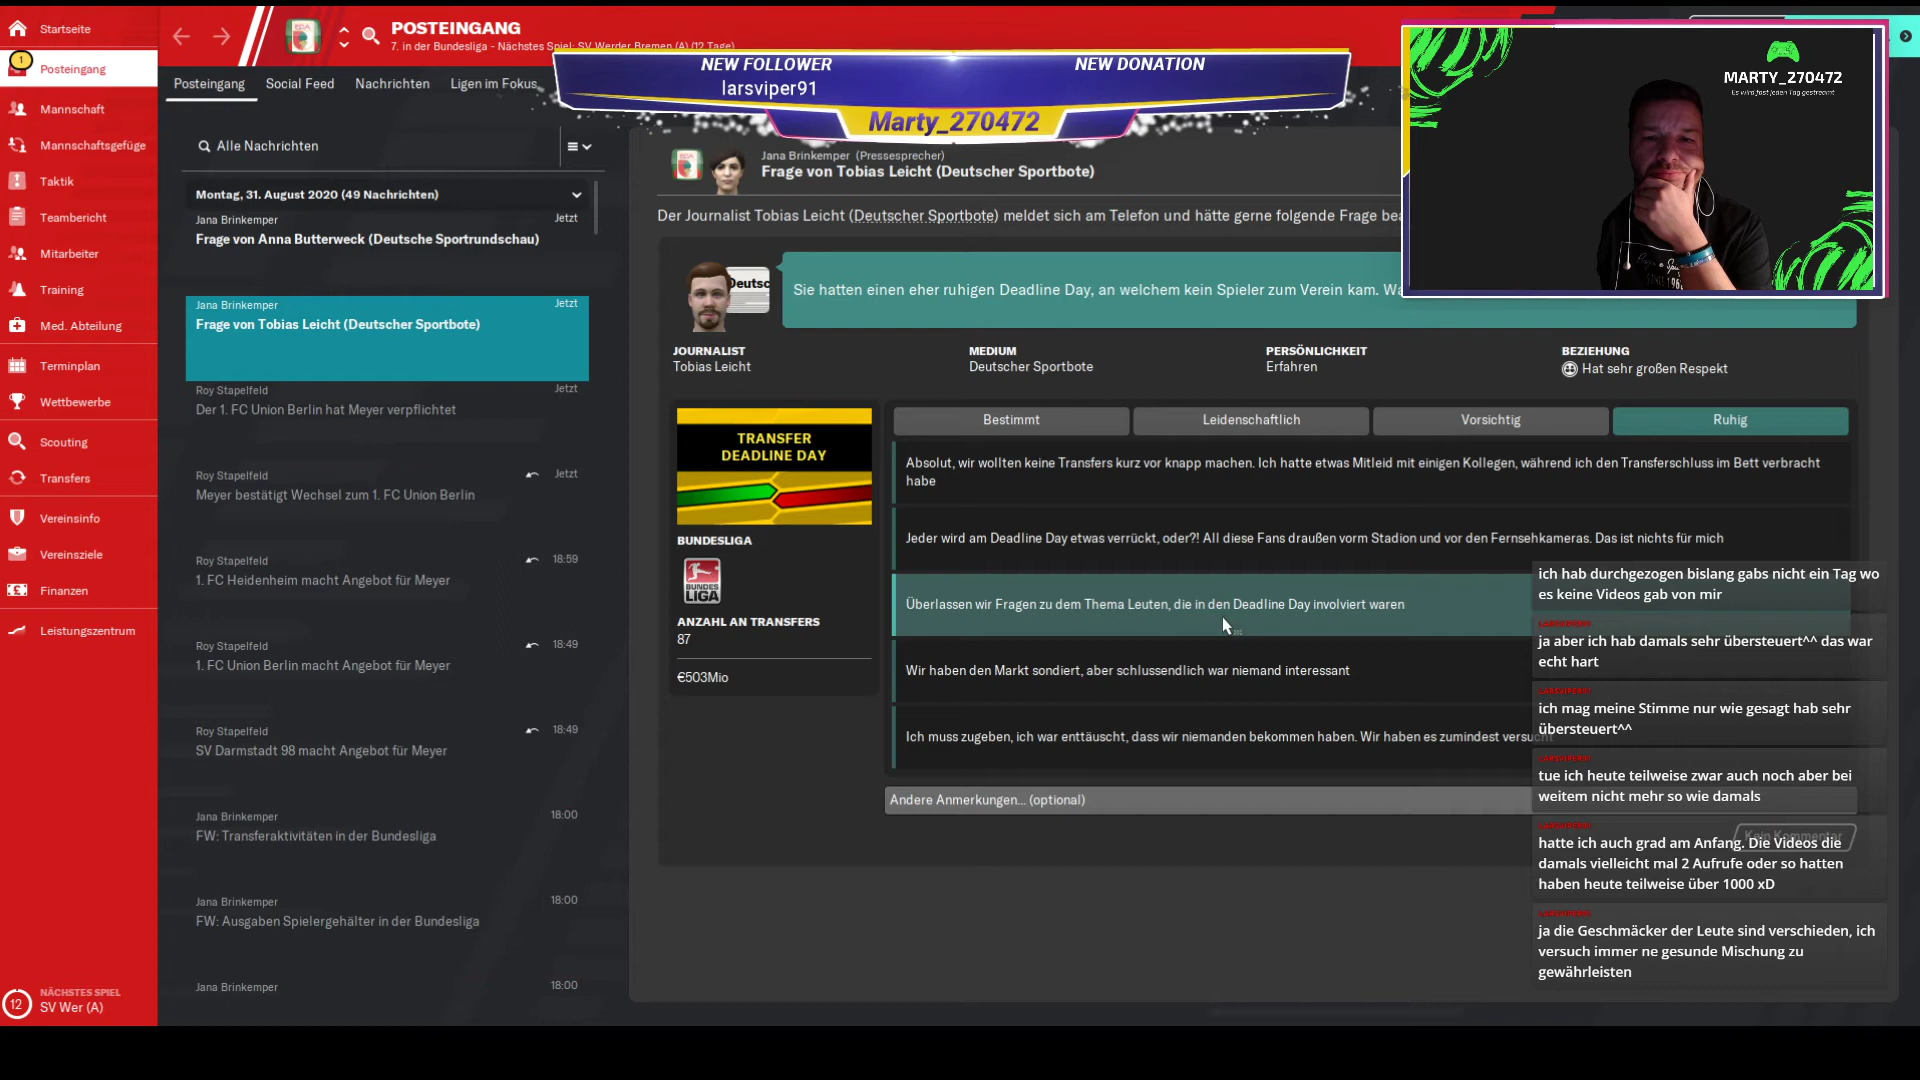 Startseite
1
Posteingang
Mannschaft
Mannschaftsgefüge
Taktik
Teambericht
Mitarbeiter
Training
Med. Abteilung
Terminplan
Wettbewerbe
Scouting
Transfers
Vereinsinfo
Vereinsziele
Finanzen
Leistungszentrum
12
NÄCHSTES SPIEL
SV Wer (A)
POSTEINGANG
7. in der Bundesliga - Nächstes Spiel: SV Werder Bremen (A) (12 Tage)
Posteingang
Social Feed
Nachrichten
Ligen im Fokus
NEW FOLLOWER
larsviper91
NEW DONATION
Marty_270472
MARTY_270472
Es wird fast jeden Tag gestreamt
Alle Nachrichten
Montag, 31. August 2020 (49 Nachrichten)
Jana Brinkemper
Jetzt
Frage von Anna Butterweck (Deutsche Sportrundschau)
Jana Brinkemper
Jetzt
Frage von Tobias Leicht (Deutscher Sportbote)
Roy Stapelfeld
Jetzt
Der 1. FC Union Berlin hat Meyer verpflichtet
Roy Stapelfeld
Jetzt
Meyer bestätigt Wechsel zum 1. FC Union Berlin
Roy Stapelfeld
18:59
1. FC Heidenheim macht Angebot für Meyer
Roy Stapelfeld
18:49
1. FC Union Berlin macht Angebot für Meyer
Roy Stapelfeld
18:49
SV Darmstadt 98 macht Angebot für Meyer
Jana Brinkemper
18:00
FW: Transferaktivitäten in der Bundesliga
Jana Brinkemper
18:00
FW: Ausgaben Spielergehälter in der Bundesliga
Jana Brinkemper
18:00
Jana Brinkemper (Pressesprecher)
Frage von Tobias Leicht (Deutscher Sportbote)
Der Journalist Tobias Leicht (Deutscher Sportbote) meldet sich am Telefon und hätte gerne folgende Frage
Sie hatten einen eher ruhigen Deadline Day, an welchem kein Spieler zum Verein kam.
JOURNALIST
Tobias Leicht
MEDIUM
Deutscher Sportbote
PERSÖNLICHKEIT
Erfahren
BEZIEHUNG
Hat sehr großen Respekt
TRANSFER
DEADLINE DAY
BUNDESLIGA
BUNDES
LIGA
ANZAHL AN TRANSFERS
87
€503Mio
Bestimmt
Leidenschaftlich
Vorsichtig
Ruhig
Absolut, wir wollten keine Transfers kurz vor knapp machen. Ich hatte etwas Mitleid mit einigen Kollegen, während ich den Transferschluss im Bett verbracht
habe
Jeder wird am Deadline Day etwas verrückt, oder?! All diese Fans draußen vorm Stadion und vor den Fernsehkameras. Das ist nichts für mich
Überlassen wir Fragen zu dem Thema Leuten, die in den Deadline Day involviert waren
Wir haben den Markt sondiert, aber schlussendlich war niemand interessant
Ich muss zugeben, ich war enttäuscht, dass wir niemanden bekommen haben. Wir haben es zumindest versucht
Andere Anmerkungen... (optional)
Kein Kommentar
ich hab durchgezogen bislang gabs nicht ein Tag wo
es keine Videos gab von mir
LARSVIPER91
ja aber ich hab damals sehr übersteuert^^ das war
echt hart
LARSVIPER91
ich mag meine Stimme nur wie gesagt hab sehr
übersteuert^^
LARSVIPER91
tue ich heute teilweise zwar auch noch aber bei
weitem nicht mehr so wie damals
LARSVIPER91
hatte ich auch grad am Anfang. Die Videos die
damals vielleicht mal 2 Aufrufe oder so hatten
haben heute teilweise über 1000 xD
LARSVIPER91
ja die Geschmäcker der Leute sind verschieden, ich
versuch immer ne gesunde Mischung zu
gewährleisten